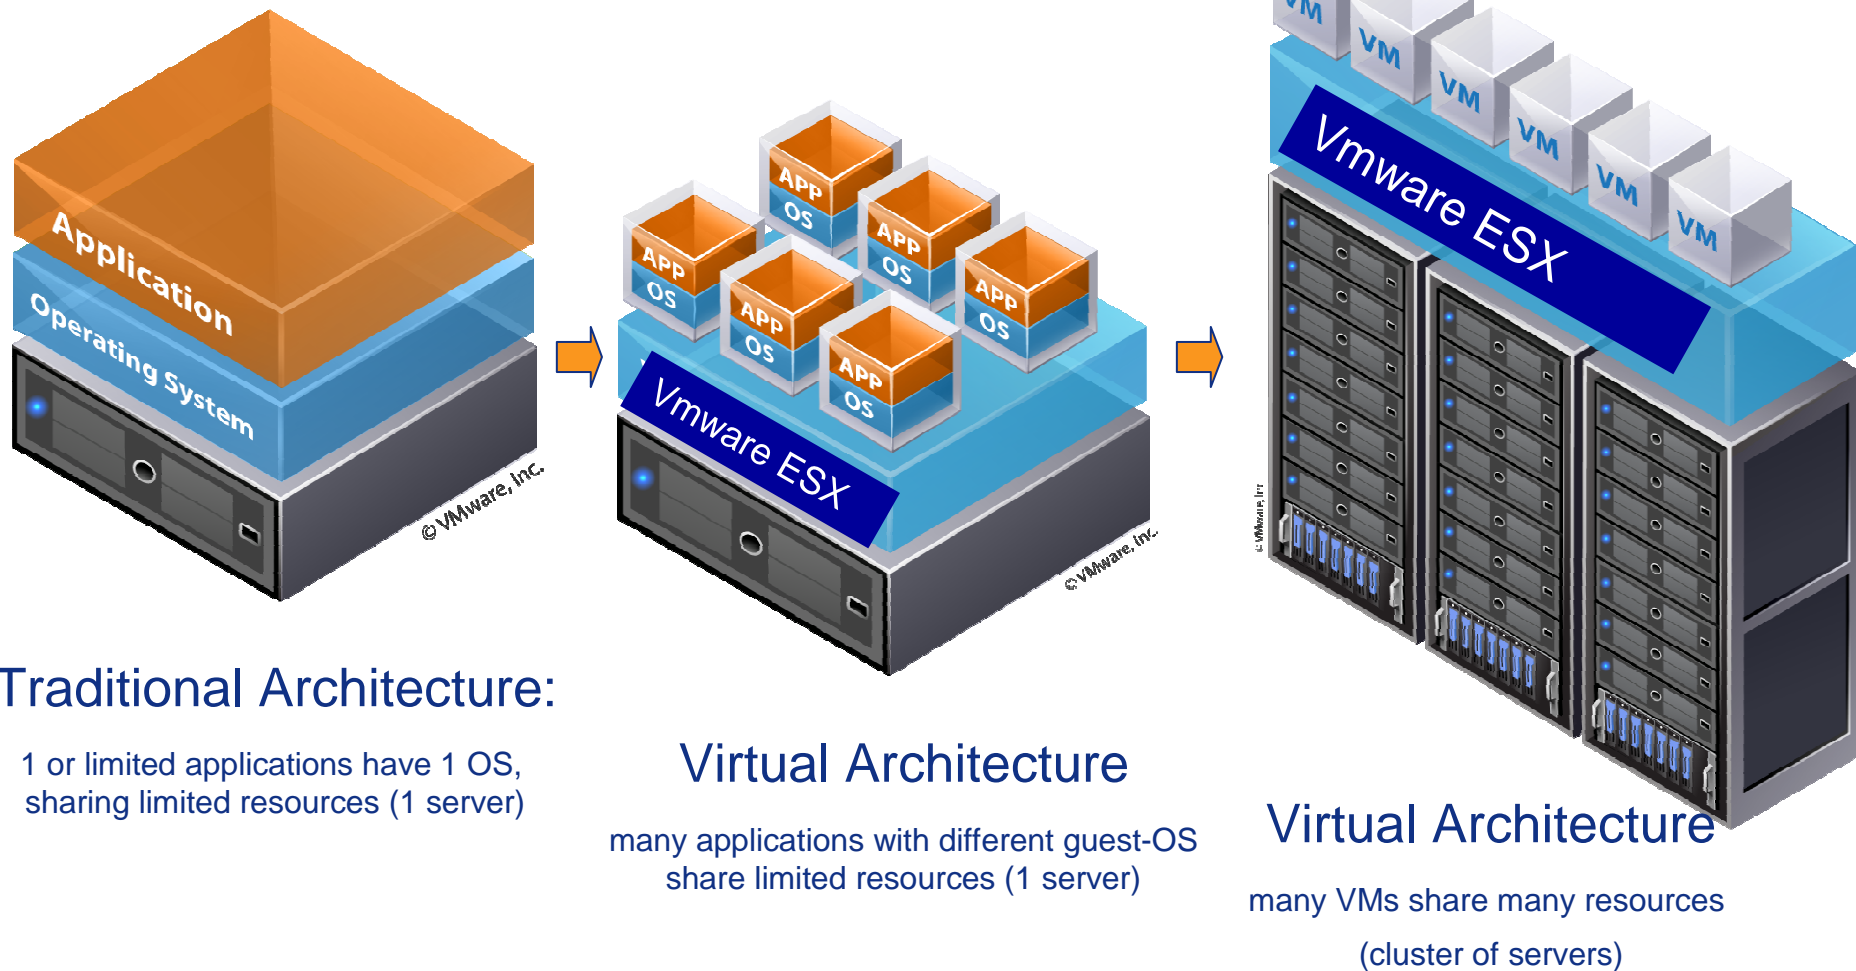 Application
Operating System
© VMware, Inc.
Traditional Architecture:
1 or limited applications have 1 OS,
sharing limited resources (1 server)
APP
OS
APP
OS
APP
OS
APP
OS
APP
OS
APP
OS
Vmware ESX
© VMware, Inc.
Virtual Architecture
many applications with different guest-OS
share limited resources (1 server)
VM
VM
VM
VM
VM
VM
Vmware ESX
© VMware, Inc
Virtual Architecture
many VMs share many resources
(cluster of servers)